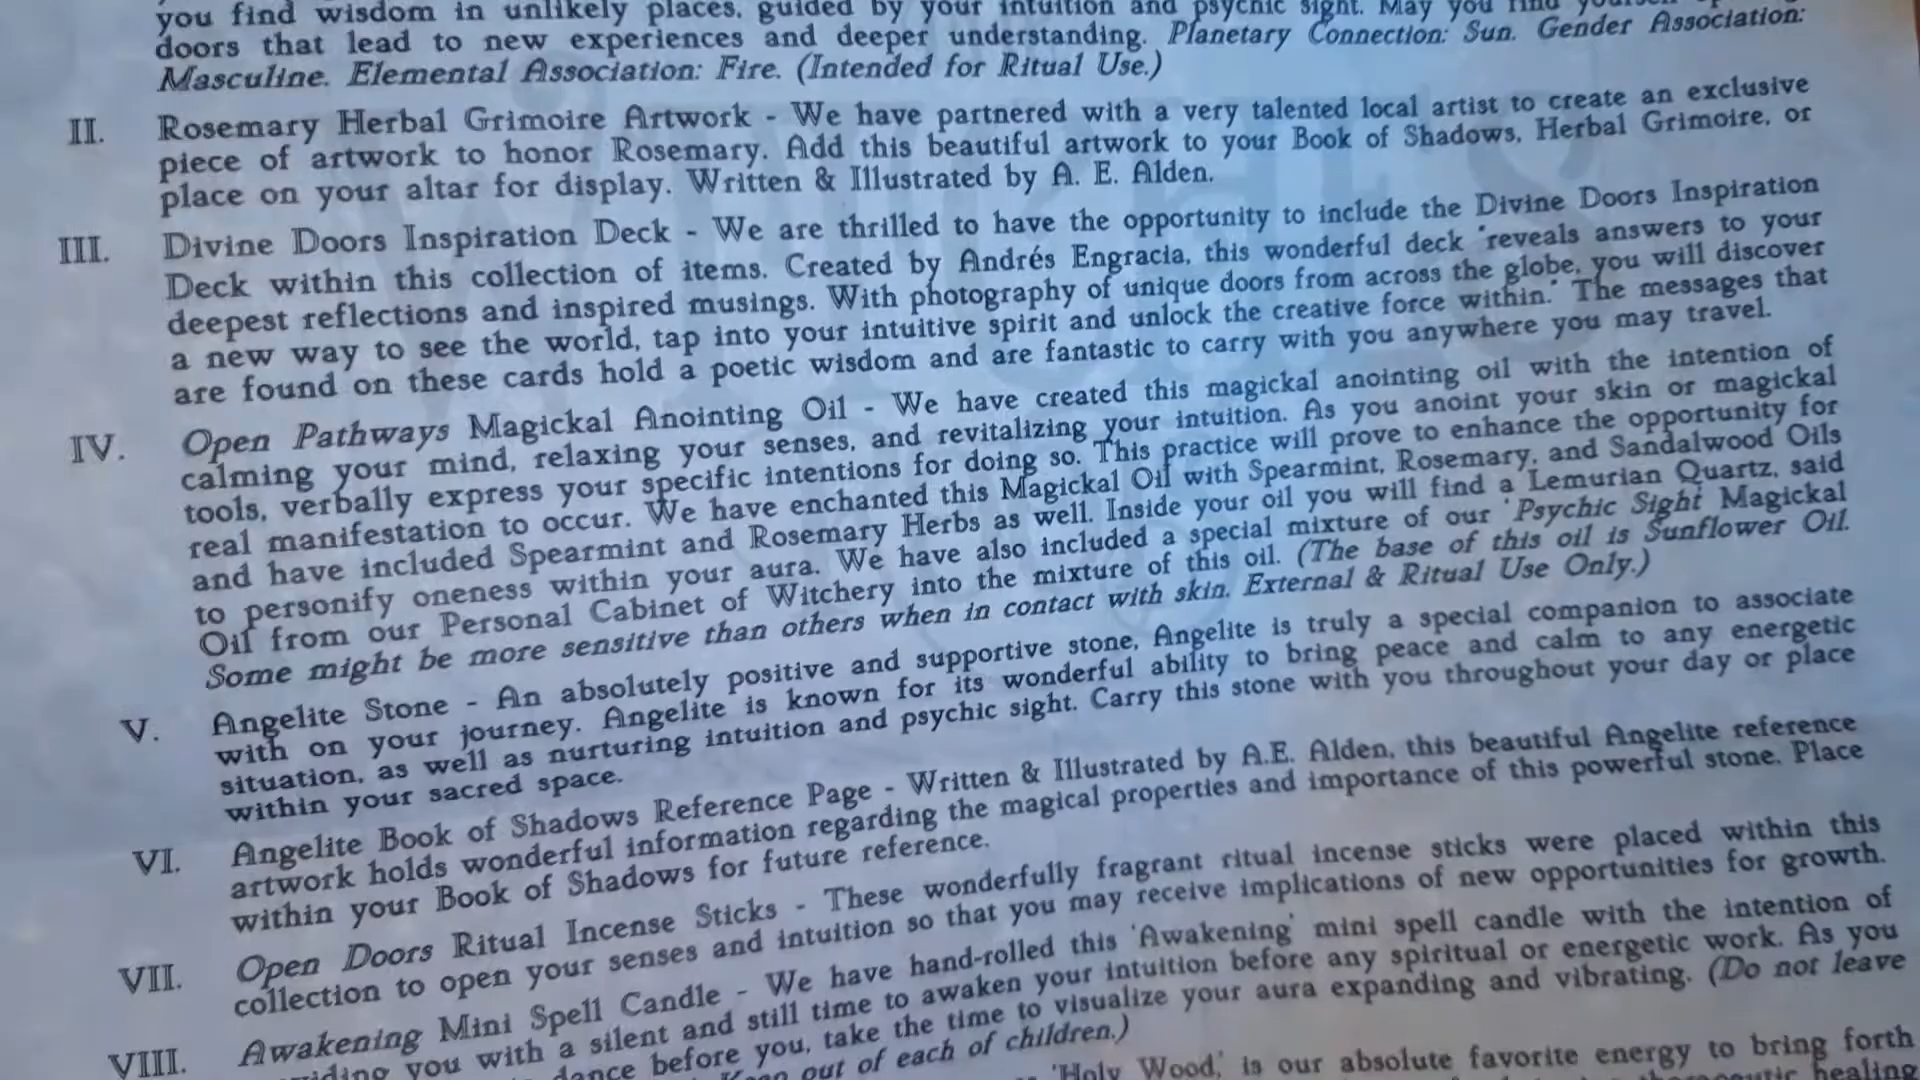 you find wisdom in unlikely places, guided by your intuition and psychic sight. May you find
doors that lead to new experiences and deeper understanding. Planetary Connection: Sun. Gender Association:
Masculine. Elemental Association: Fire. (Intended for Ritual Use.)
II. Rosemary Herbal Grimoire Artwork - We have partnered with a very talented local artist to create an exclusive
piece of artwork to honor Rosemary. Add this beautiful artwork to your Book of Shadows, Herbal Grimoire, or
place on your altar for display. Written & Illustrated by A. E. Alden.
III. Divine Doors Inspiration Deck - We are thrilled to have the opportunity to include the Divine Doors Inspiration
Deck within this collection of items. Created by Andrés Engracia, this wonderful deck 'reveals answers to your
deepest reflections and inspired musings. With photography of unique doors from across the globe, you will discover
a new way to see the world, tap into your intuitive spirit and unlock the creative force within.' The messages that
are found on these cards hold a poetic wisdom and are fantastic to carry with you anywhere you may travel.
IV. Open Pathways Magickal Anointing Oil - We have created this magickal anointing oil with the intention of
calming your mind, relaxing your senses, and revitalizing your intuition. As you anoint your skin or magickal
tools, verbally express your specific intentions for doing so. This practice will prove to enhance the opportunity for
real manifestation to occur. We have enchanted this Magickal Oil with Spearmint, Rosemary, and Sandalwood Oils
and have included Spearmint and Rosemary Herbs as well. Inside your oil you will find a Lemurian Quartz, said
to personify oneness within your aura. We have also included a special mixture of our 'Psychic Sight Magickal
Oil from our Personal Cabinet of Witchery into the mixture of this oil. (The base of this oil is Sunflower Oil.
Some might be more sensitive than others when in contact with skin. External & Ritual Use Only.)
V. Angelite Stone - An absolutely positive and supportive stone, Angelite is truly a special companion to associate
with on your journey. Angelite is known for its wonderful ability to bring peace and calm to any energetic
situation, as well as nurturing intuition and psychic sight. Carry this stone with you throughout your day or place
within your sacred space.
VI. Angelite Book of Shadows Reference Page - Written & Illustrated by A.E. Alden, this beautiful Angelite reference
artwork holds wonderful information regarding the magical properties and importance of this powerful stone. Place
within your Book of Shadows for future reference.
VII. Open Doors Ritual Incense Sticks - These wonderfully fragrant ritual incense sticks were placed within this
collection to open your senses and intuition so that you may receive implications of new opportunities for growth.
VIII. Awakening Mini Spell Candle - We have hand-rolled this 'Awakening' mini spell candle with the intention of
you with a silent and still time to awaken your intuition before any spiritual or energetic work. As you
before you, take the time to visualize your aura expanding and vibrating. (Do not leave
out of each of children.)
'Holy Wood,' is our absolute favorite energy to bring forth
healing